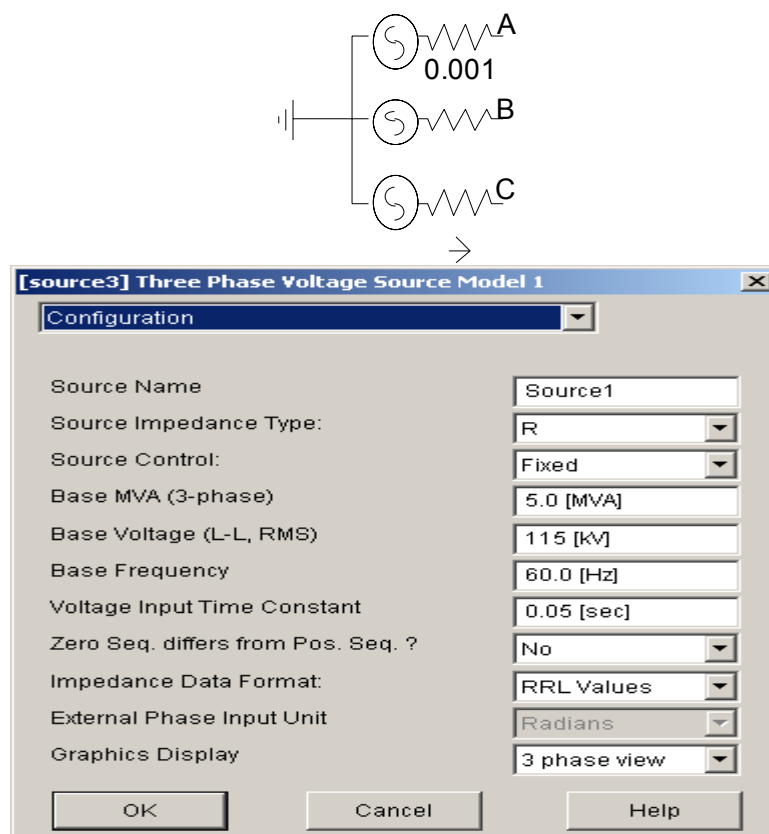 A
0.001
B
C
[source3] Three Phase Voltage Source Model 1
Configuration
Source Name Source1
Source Impedance Type: R
Source Control: Fixed
Base MVA (3-phase) 5.0 [MVA]
Base Voltage (L-L, RMS) 115 [kV]
Base Frequency 60.0 [Hz]
Voltage Input Time Constant 0.05 [sec]
Zero Seq. differs from Pos. Seq. ? No
Impedance Data Format: RRL Values
External Phase Input Unit Radians
Graphics Display 3 phase view
OK Cancel Help